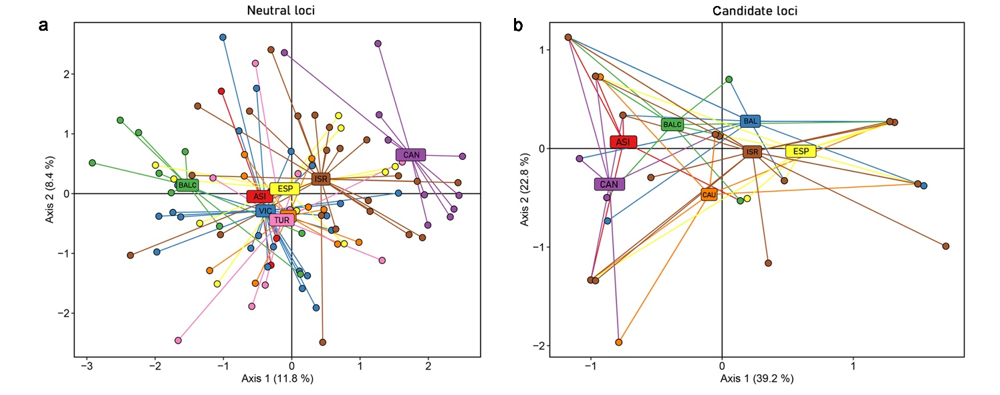 a
Neutral loci
Axis 2 (8.4 %)
2
1
0
−1
−2
CAN
ISR
BALC
ESP
ASI
VIC
TUR
−3
−2
−1
0
1
2
Axis 1 (11.8 %)
b
Candidate loci
Axis 2 (22.8 %)
1
0
−1
−2
BALC
BAL
ASI
ISR
ESP
CAN
CAU
−1
0
1
Axis 1 (39.2 %)